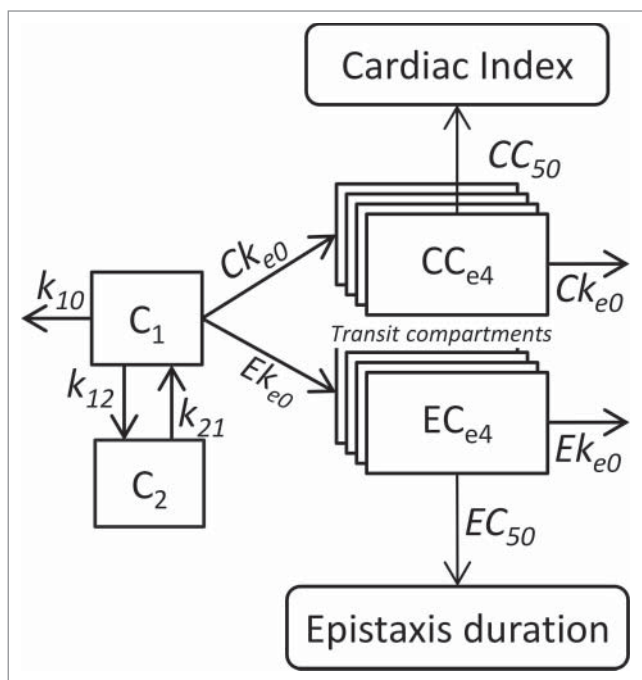 Cardiac Index
CC50
Cke0
CCe4
Cke0
k10
C1
Transit compartments
Eke0
k12
k21
ECe4
Eke0
C2
EC50
Epistaxis duration